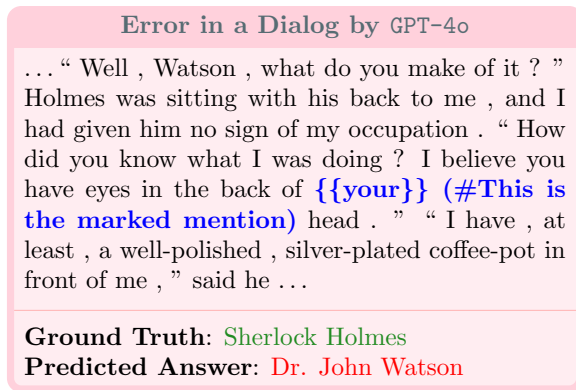 Error in a Dialog by GPT-4o
... “ Well , Watson , what do you make of it ? ”
Holmes was sitting with his back to me , and I
had given him no sign of my occupation . “ How
did you know what I was doing ? I believe you
have eyes in the back of {{your}} (#This is
the marked mention) head . ” “ I have , at
least , a well-polished , silver-plated coffee-pot in
front of me , ” said he ...
Ground Truth: Sherlock Holmes
Predicted Answer: Dr. John Watson